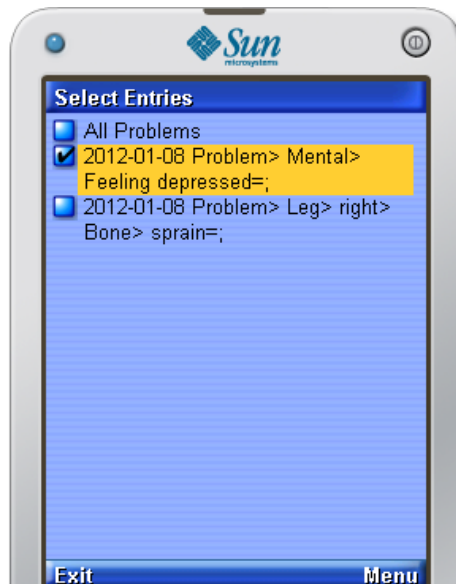 Sun
microsystems
Select Entries
All Problems
2012-01-08 Problem> Mental>
Feeling depressed=;
2012-01-08 Problem> Leg> right>
Bone> sprain=;
Exit Menu